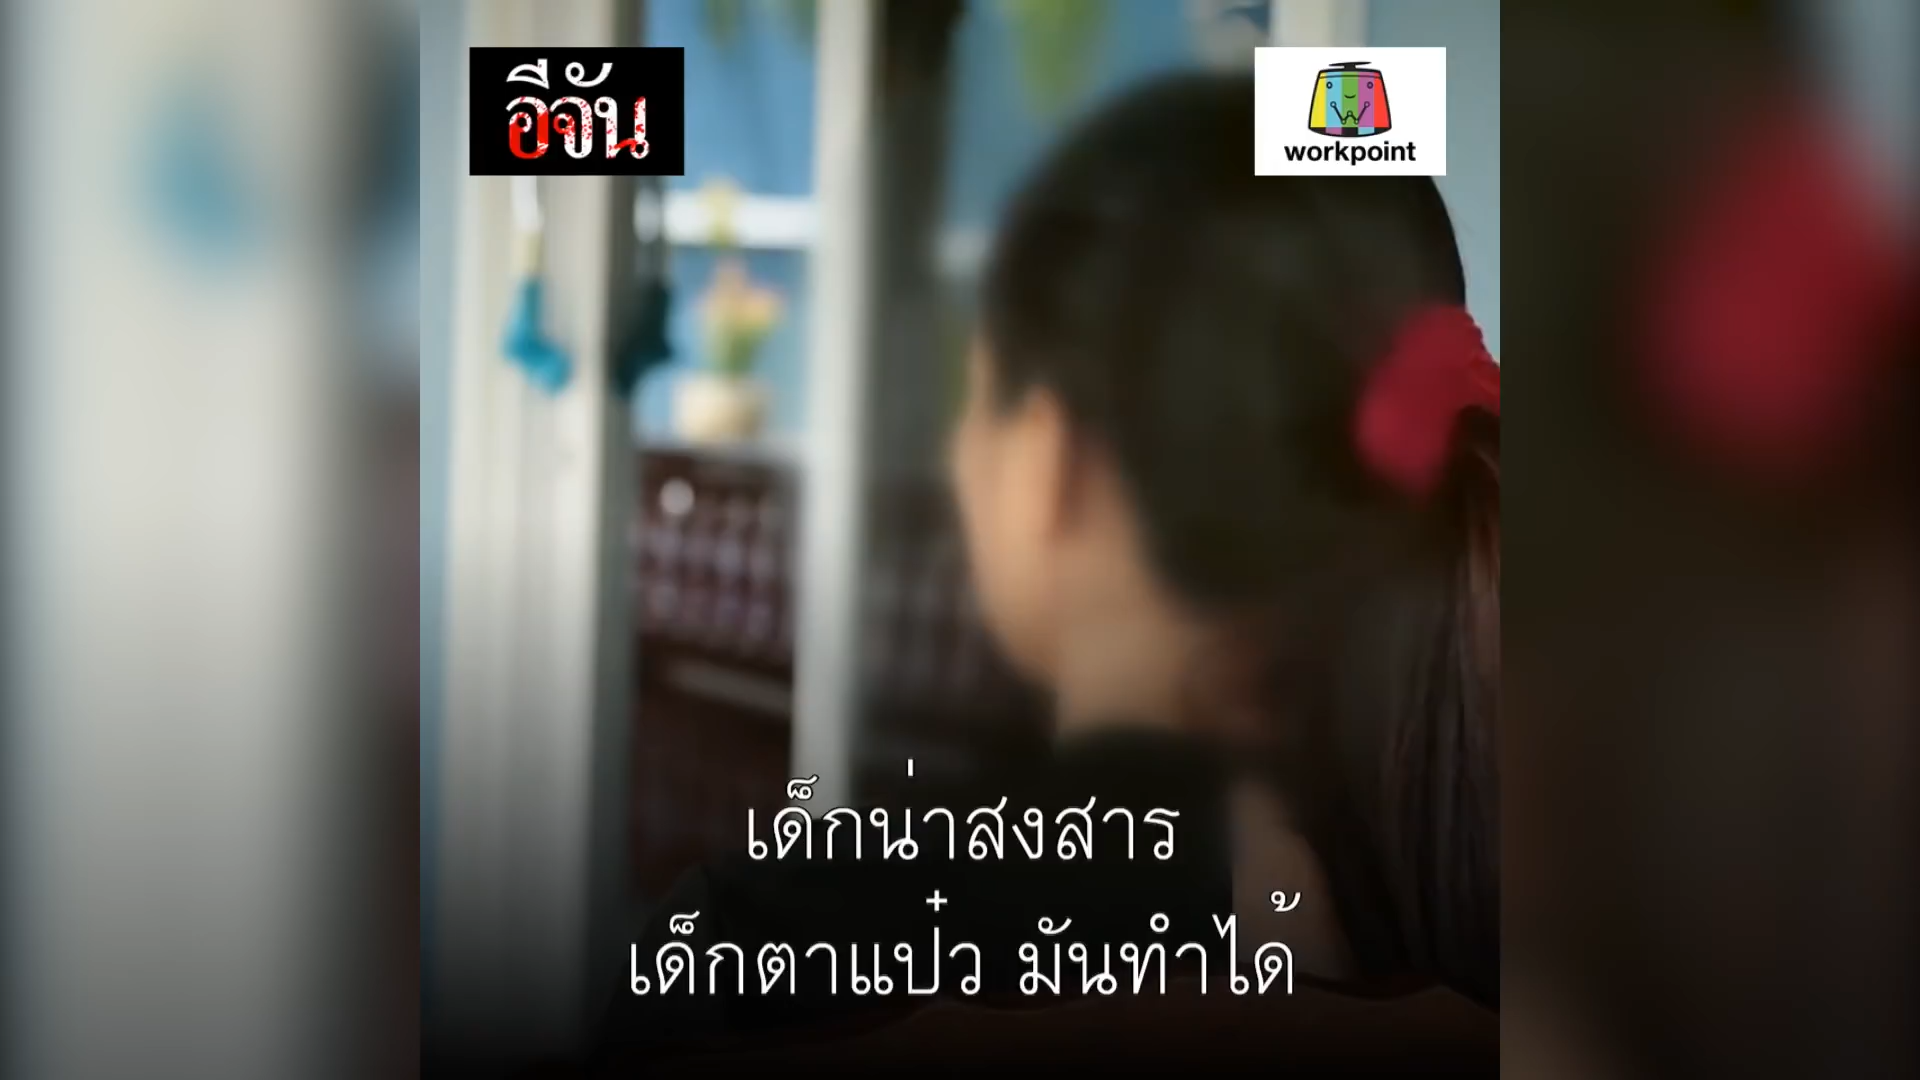 อีจัน
workpoint
เด็กน่าสงสาร
เด็กตาแป๋ว มันทำได้